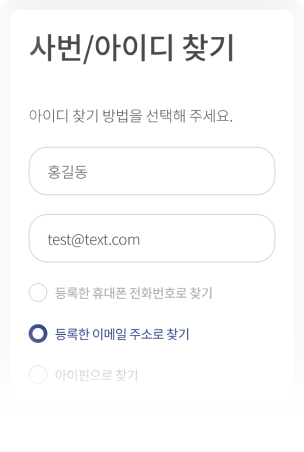 사번/아이디 찾기
아이디 찾기 방법을 선택해 주세요.
홍길동
test@text.com
등록한 휴대폰 전화번호로 찾기
등록한 이메일 주소로 찾기
아이핀으로 찾기